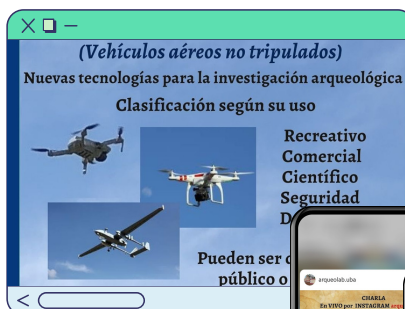 (Vehículos aéreos no tripulados)
Nuevas tecnologías para la investigación arqueológica
Clasificación según su uso
Recreativo
Comercial
Científico
Seguridad
Pueden ser
público o
arqueolab.uba
CHARLA
En VIVO por INSTAGRAM